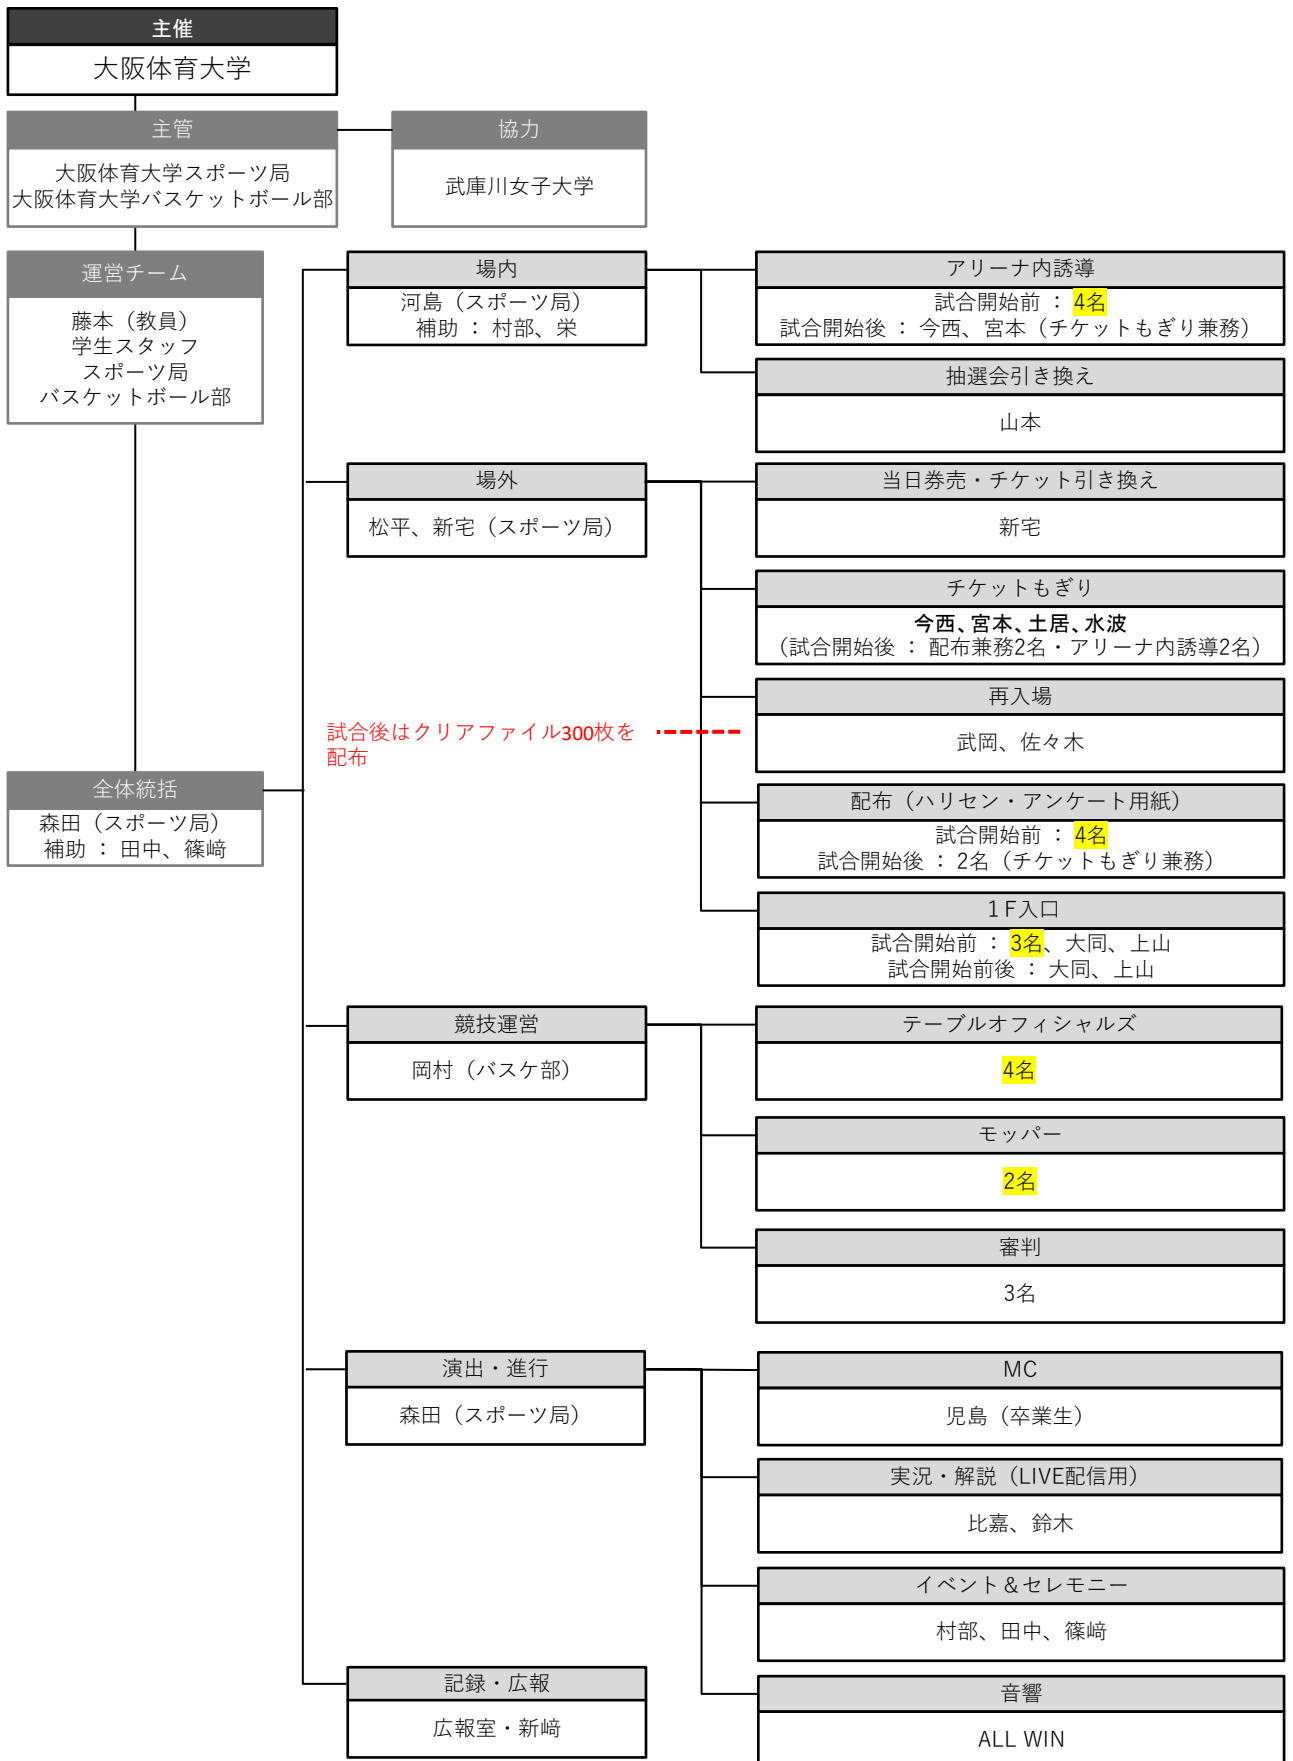 主催
大阪体育大学
主管
大阪体育大学スポーツ局
大阪体育大学バスケットボール部
協力
武庫川女子大学
運営チーム
藤本（教員）
学生スタッフ
スポーツ局
バスケットボール部
全体統括
森田（スポーツ局）
補助 ： 田中、篠﨑
場内
河島（スポーツ局）
補助 ： 村部、栄
アリーナ内誘導
試合開始前 ： 4名
試合開始後 ： 今西、宮本（チケットもぎり兼務）
抽選会引き換え
山本
場外
松平、新宅（スポーツ局）
当日券売・チケット引き換え
新宅
チケットもぎり
今西、宮本、土居、水波
（試合開始後 ： 配布兼務2名・アリーナ内誘導2名）
再入場
武岡、佐々木
試合後はクリアファイル300枚を
配布
配布（ハリセン・アンケート用紙）
試合開始前 ： 4名
試合開始後 ： 2名（チケットもぎり兼務）
１F入口
試合開始前 ： 3名、大同、上山
試合開始前後 ： 大同、上山
競技運営
岡村（バスケ部）
テーブルオフィシャルズ
4名
モッパー
2名
審判
3名
演出・進行
森田（スポーツ局）
MC
児島（卒業生）
実況・解説（LIVE配信用）
比嘉、鈴木
イベント＆セレモニー
村部、田中、篠﨑
音響
ALL WIN
記録・広報
広報室・新﨑